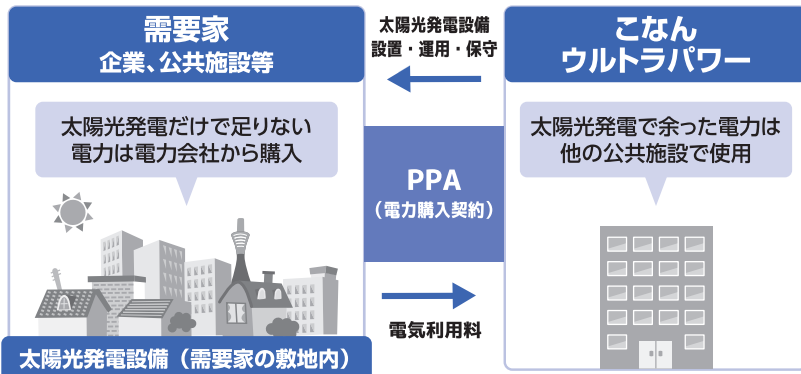 需要家
企業、公共施設等
太陽光発電だけで足りない
電力は電力会社から購入
太陽光発電設備（需要家の敷地内）
太陽光発電設備
設置・運用・保守
PPA
（電力購入契約）
電気利用料
こなん
ウルトラパワー
太陽光発電で余った電力は
他の公共施設で使用